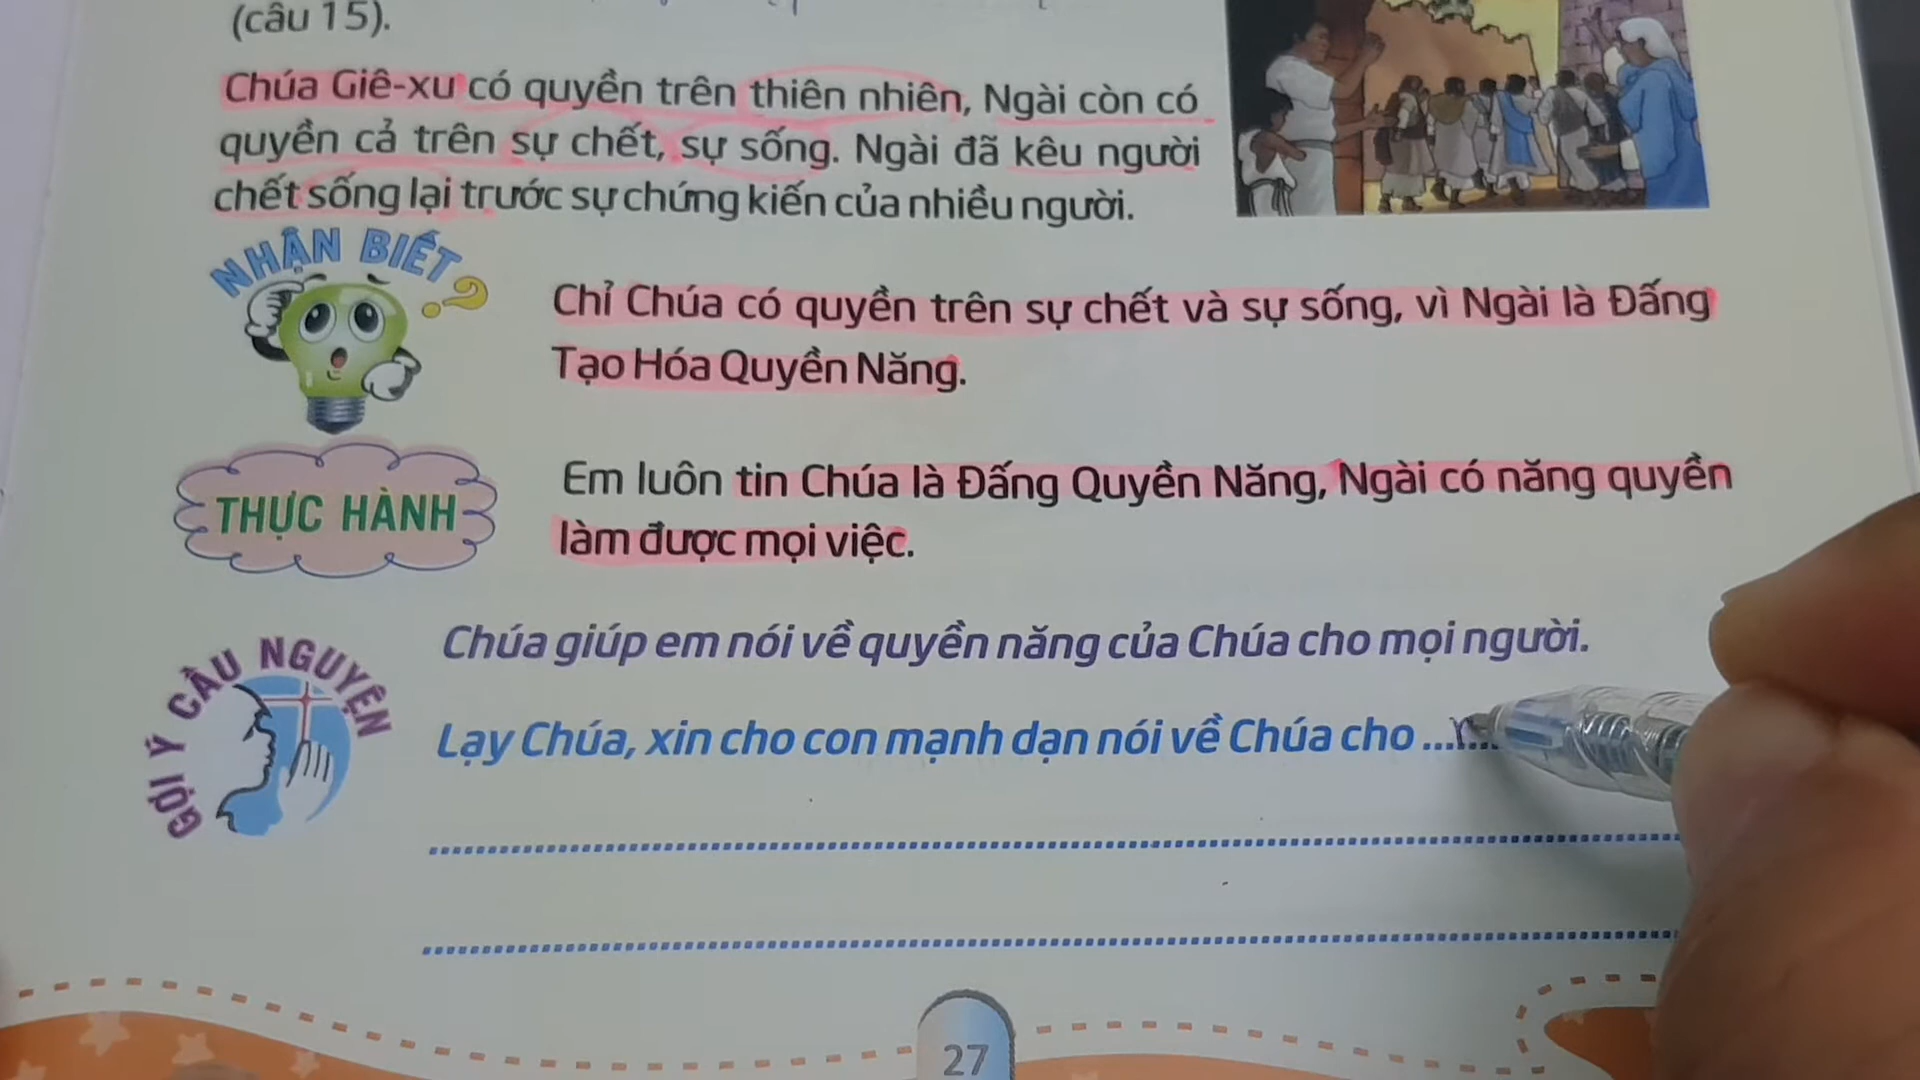 (câu 15).
Chúa Giê-xu có quyền trên thiên nhiên, Ngài còn có
quyền cả trên sự chết, sự sống. Ngài đã kêu người
chết sống lại trước sự chứng kiến của nhiều người.
NHẬN BIẾT?
Chỉ Chúa có quyền trên sự chết và sự sống, vì Ngài là Đấng
Tạo Hóa Quyền Năng.
THỰC HÀNH
Em luôn tin Chúa là Đấng Quyền Năng, Ngài có năng quyền
làm được mọi việc.
GỢI Ý CẦU NGUYỆN
Chúa giúp em nói về quyền năng của Chúa cho mọi người.
Lạy Chúa, xin cho con mạnh dạn nói về Chúa cho ...
27